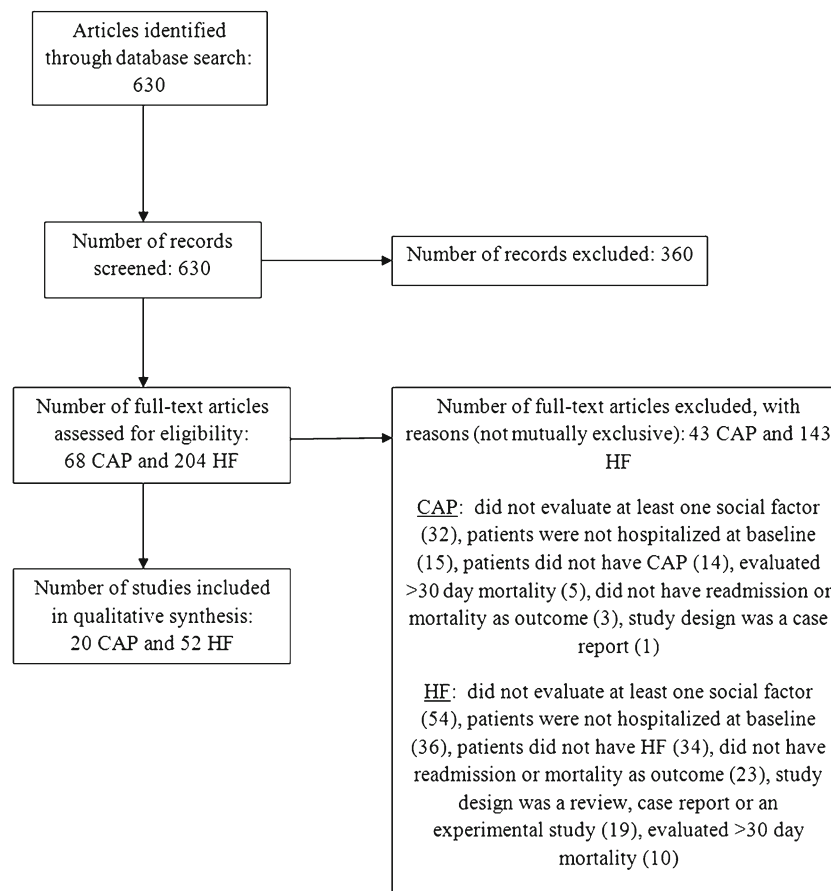 Articles identified
through database search:
630
Number of records
screened: 630
Number of records excluded: 360
Number of full-text articles
assessed for eligibility:
68 CAP and 204 HF
Number of full-text articles excluded, with
reasons (not mutually exclusive): 43 CAP and 143
HF
CAP: did not evaluate at least one social factor
(32), patients were not hospitalized at baseline
(15), patients did not have CAP (14), evaluated
>30 day mortality (5), did not have readmission or
mortality as outcome (3), study design was a case
report (1)
HF: did not evaluate at least one social factor
(54), patients were not hospitalized at baseline
(36), patients did not have HF (34), did not have
readmission or mortality as outcome (23), study
design was a review, case report or an
experimental study (19), evaluated >30 day
mortality (10)
Number of studies included
in qualitative synthesis:
20 CAP and 52 HF